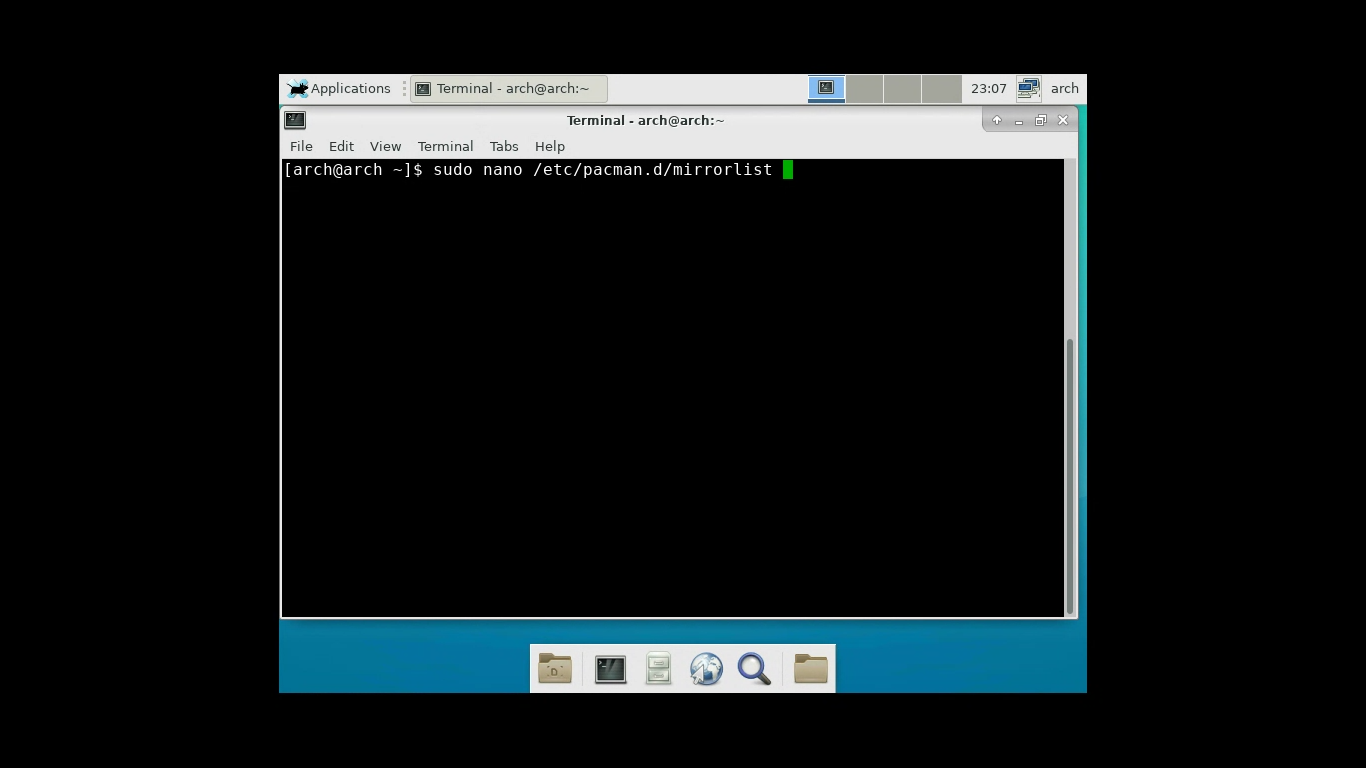 Applications
Terminal - arch@arch:~
23:07
arch
Terminal - arch@arch:~
File Edit View Terminal Tabs Help
[arch@arch ~]$ sudo nano /etc/pacman.d/mirrorlist